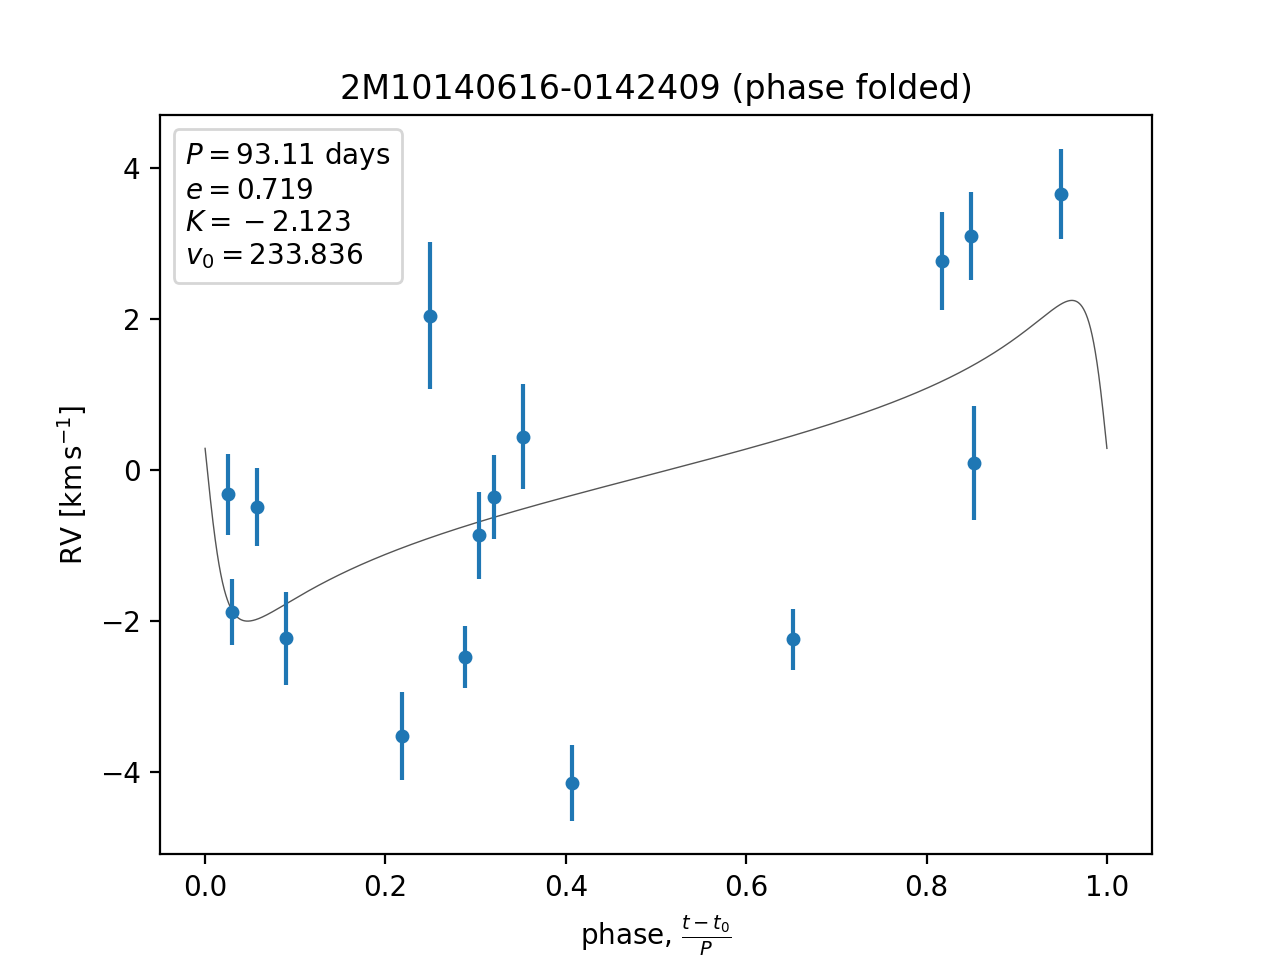 2M10140616-0142409 (phase folded)
P = 93.11 days
e = 0.719
K = −2.123
v₀ = 233.836
4
2
0
−2
−4
RV [km s⁻¹]
0.0 0.2 0.4 0.6 0.8 1.0
phase, (t − t₀)/P